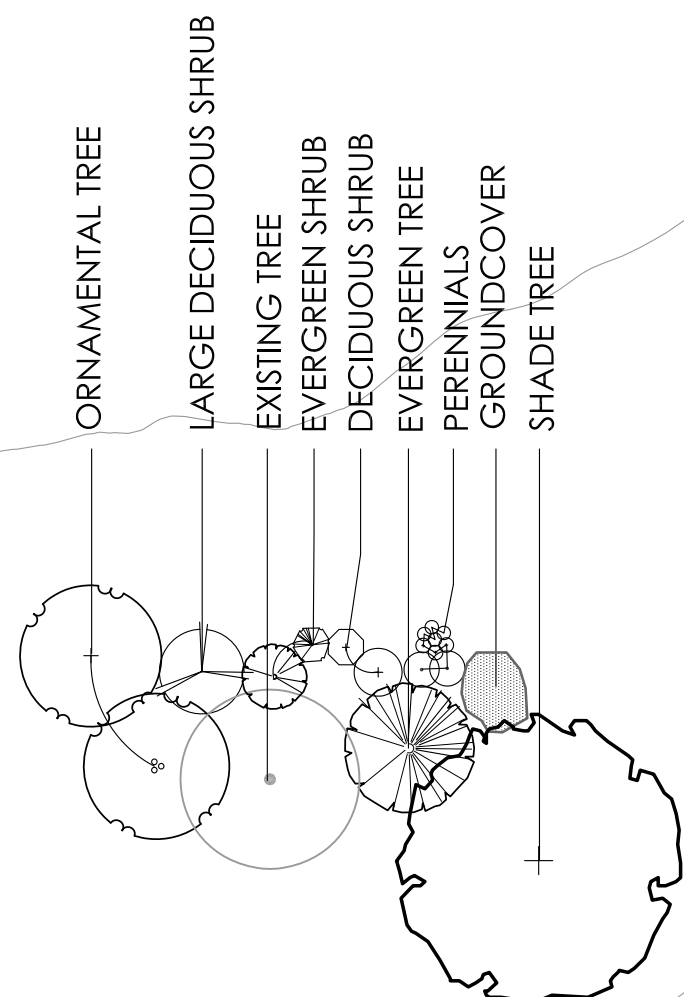 ORNAMENTAL TREE
LARGE DECIDUOUS SHRUB
EXISTING TREE
EVERGREEN SHRUB
DECIDUOUS SHRUB
EVERGREEN TREE
PERENNIALS
GROUNDCOVER
SHADE TREE